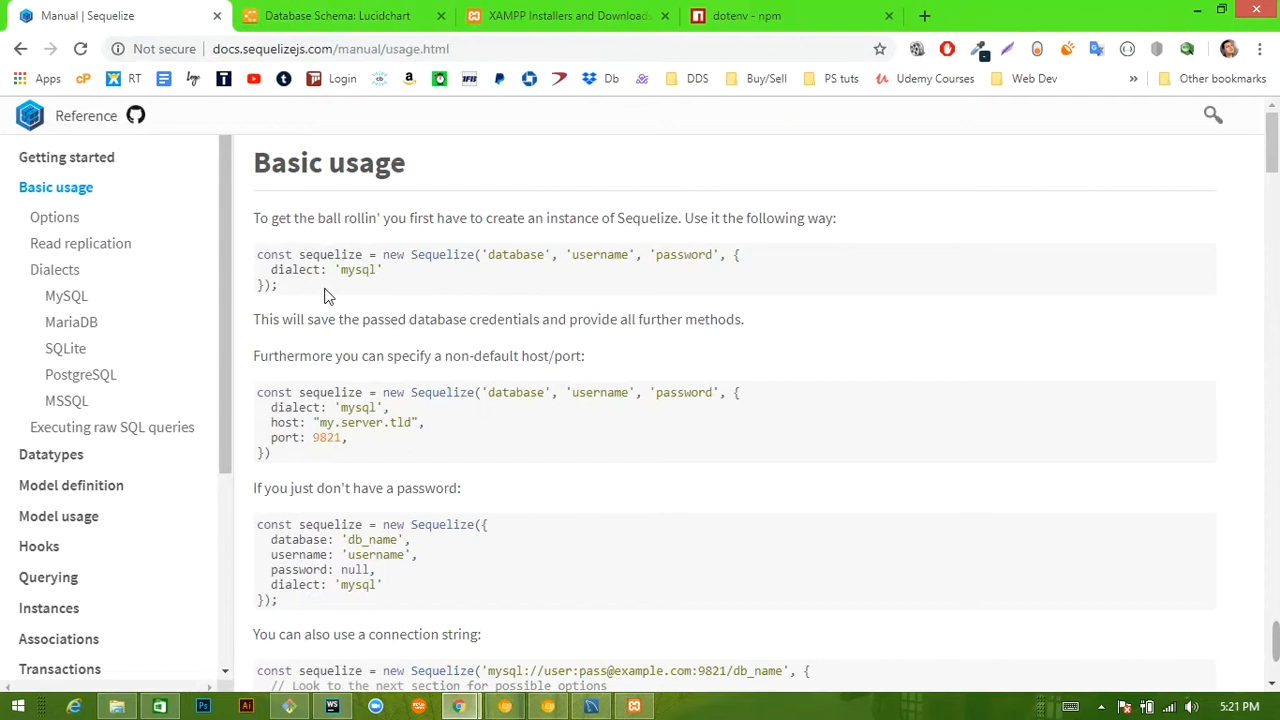 Manual | Sequelize
Database Schema: Lucidchart
XAMPP Installers and Downloads
dotenv - npm
Not secure
docs.sequelizejs.com/manual/usage.html
Apps
cP
RT
lvp
T
t
Login
a
IFB
P
Db
DDS
Buy/Sell
PS tuts
Udemy Courses
Web Dev
»
Other bookmarks
Reference
Getting started
Basic usage
Options
Read replication
Dialects
MySQL
MariaDB
SQLite
PostgreSQL
MSSQL
Executing raw SQL queries
Datatypes
Model definition
Model usage
Hooks
Querying
Instances
Associations
Transactions
Basic usage
To get the ball rollin' you first have to create an instance of Sequelize. Use it the following way:
const sequelize = new Sequelize('database', 'username', 'password', {
dialect: 'mysql'
});
This will save the passed database credentials and provide all further methods.
Furthermore you can specify a non-default host/port:
const sequelize = new Sequelize('database', 'username', 'password', {
dialect: 'mysql',
host: "my.server.tld",
port: 9821,
})
If you just don't have a password:
const sequelize = new Sequelize({
database: 'db_name',
username: 'username',
password: null,
dialect: 'mysql'
});
You can also use a connection string:
const sequelize = new Sequelize('mysql://user:pass@example.com:9821/db_name', {
// Look to the next section for possible options
Ps
Ai
WS
5:21 PM